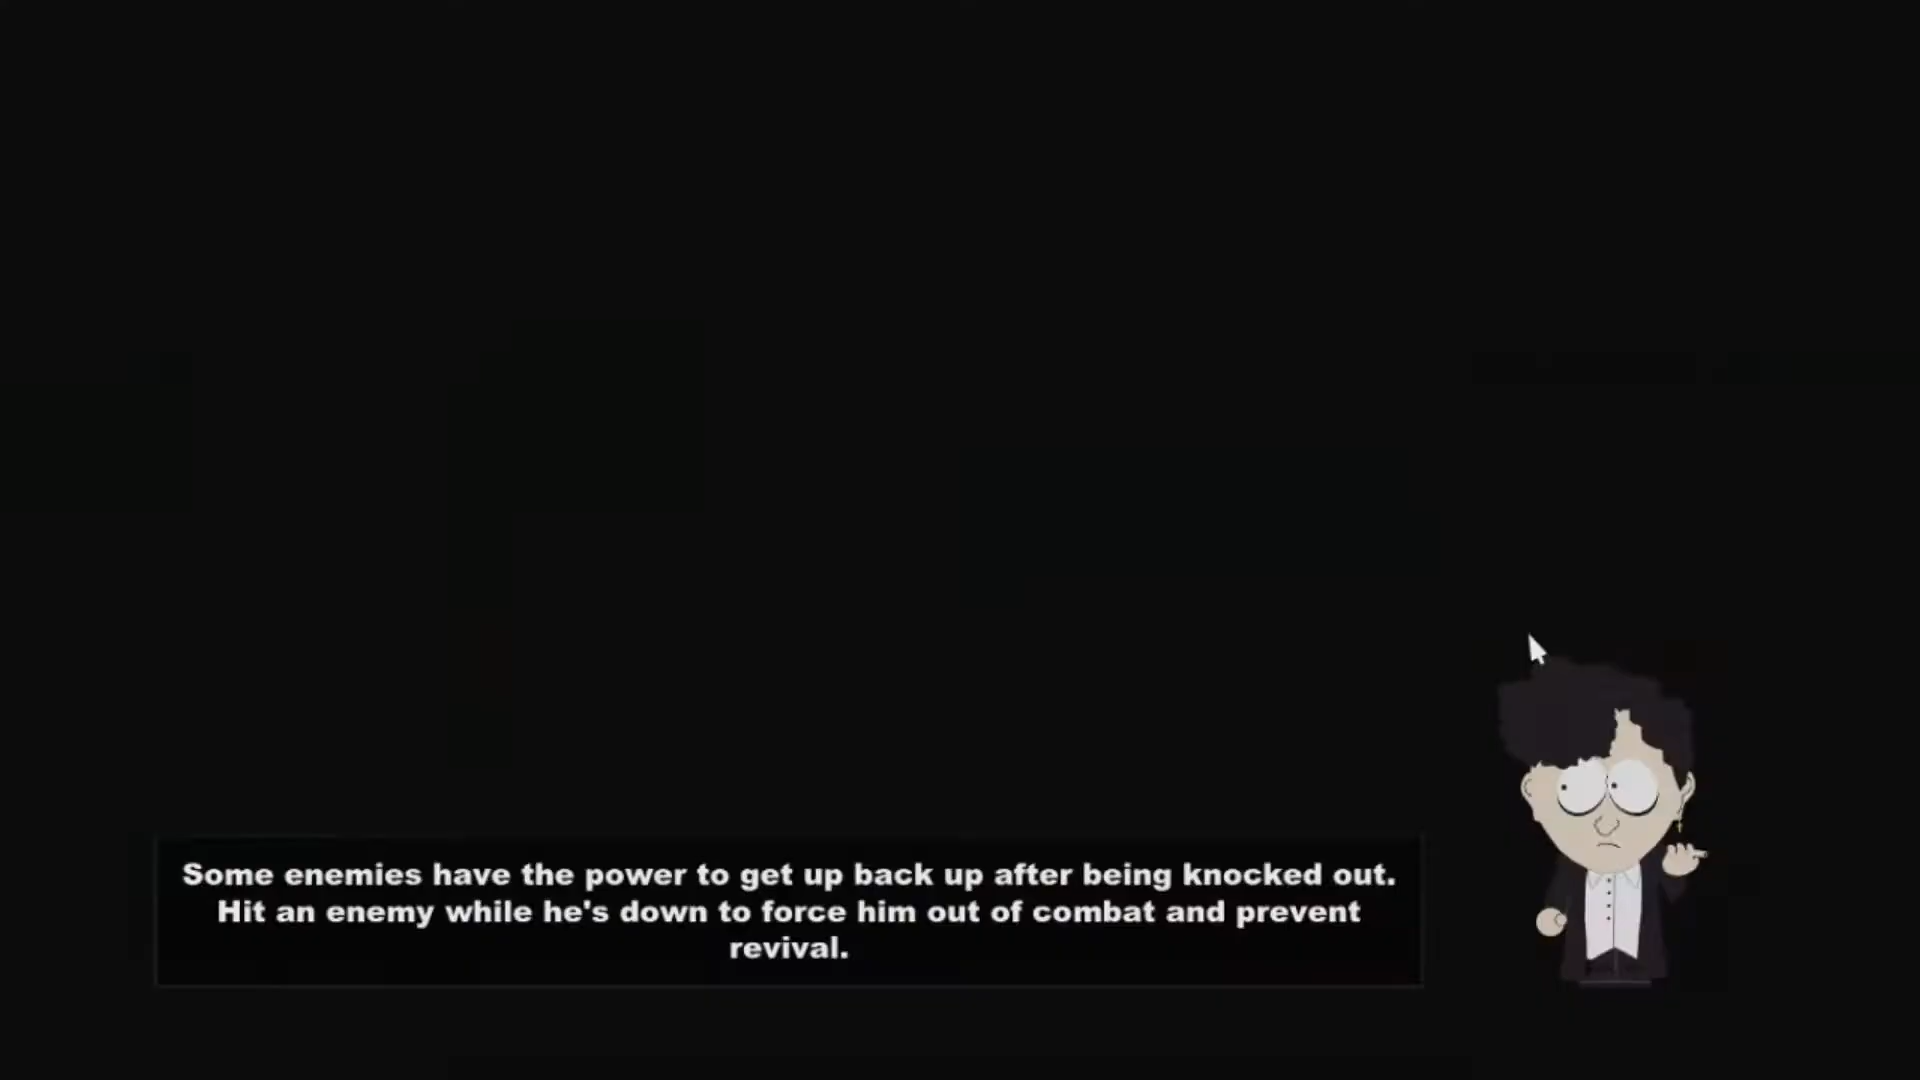 Some enemies have the power to get up back up after being knocked out.
Hit an enemy while he's down to force him out of combat and prevent
revival.